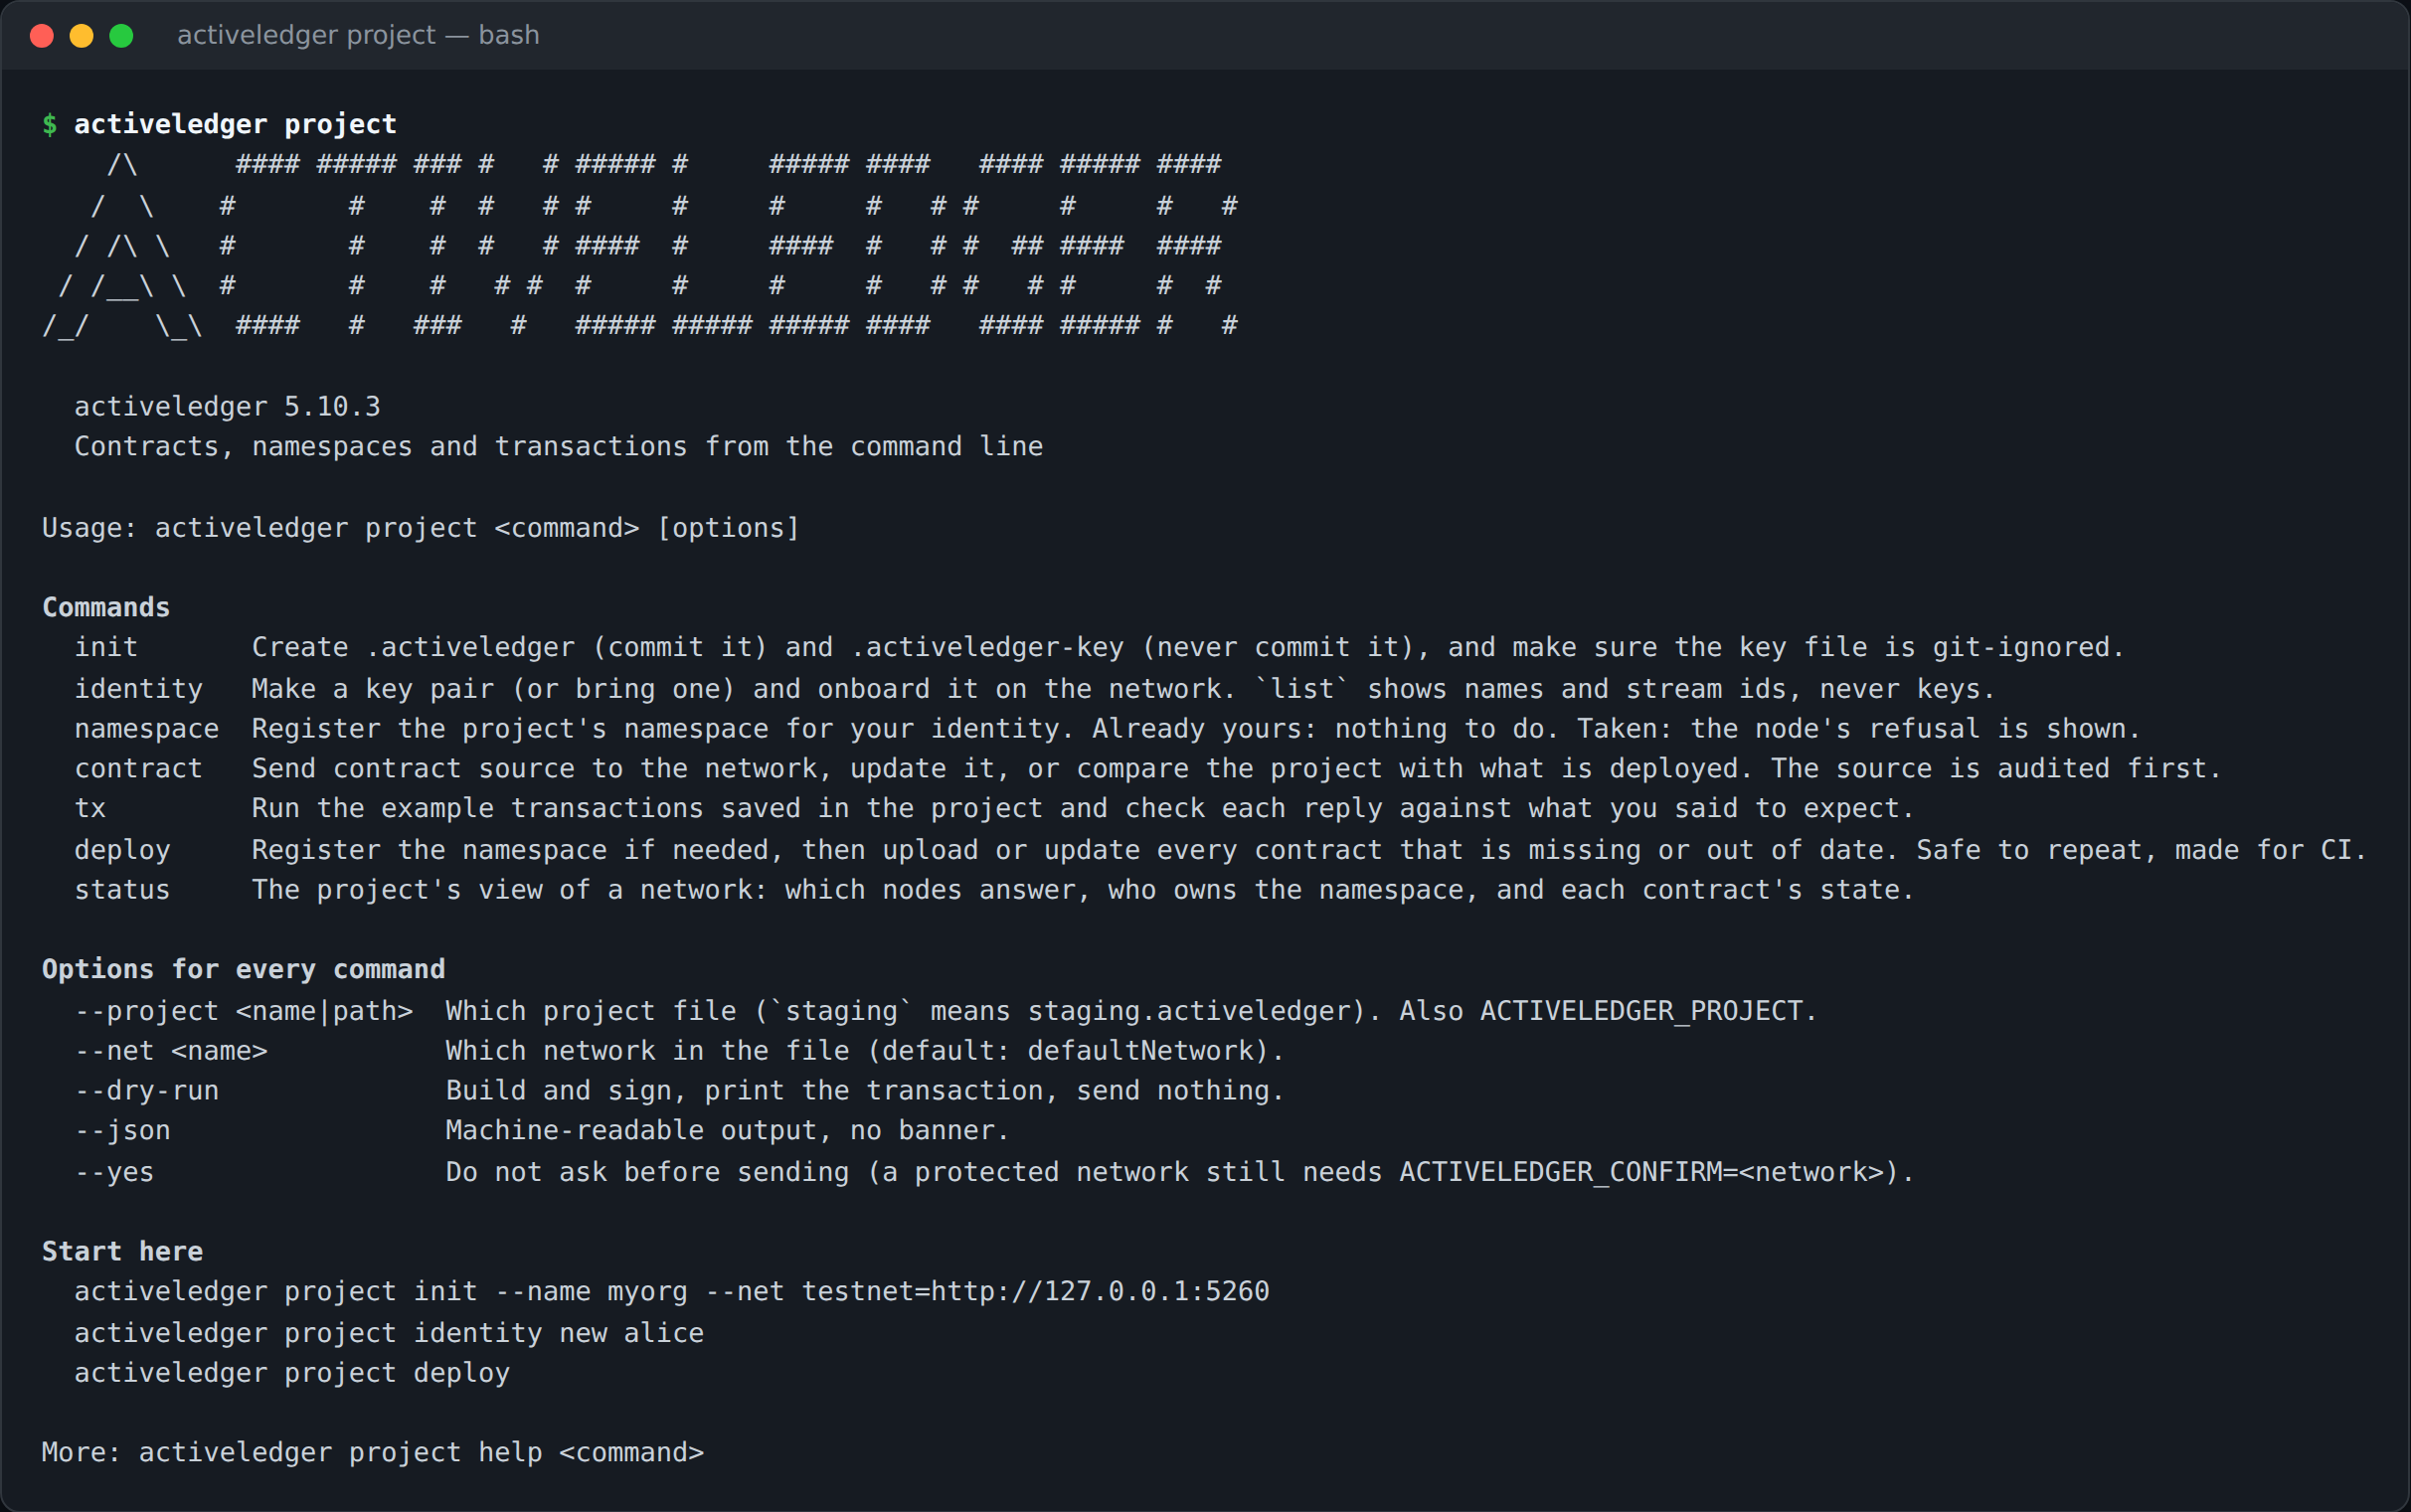 activeledger project — bash
$ activeledger project
     /\      #### ##### ### #   # ##### #     ##### ####   #### ##### ####
   /  \    #       #    #  #   # #     #     #     #   # #     #     #   #
  / /\ \   #       #    #  #   # ####  #     ####  #   # #  ## ####  ####
 / /__\ \  #       #    #   # #  #     #     #     #   # #   # #     #  #
/_/    \_\  ####   #   ###   #   ##### ##### ##### ####   #### ##### #   #
  activeledger 5.10.3
  Contracts, namespaces and transactions from the command line
Usage: activeledger project <command> [options]
Commands
  init       Create .activeledger (commit it) and .activeledger-key (never commit it), and make sure the key file is git-ignored.
  identity   Make a key pair (or bring one) and onboard it on the network. `list` shows names and stream ids, never keys.
  namespace  Register the project's namespace for your identity. Already yours: nothing to do. Taken: the node's refusal is shown.
  contract   Send contract source to the network, update it, or compare the project with what is deployed. The source is audited first.
  tx         Run the example transactions saved in the project and check each reply against what you said to expect.
  deploy     Register the namespace if needed, then upload or update every contract that is missing or out of date. Safe to repeat, made for CI.
  status     The project's view of a network: which nodes answer, who owns the namespace, and each contract's state.
Options for every command
  --project <name|path>  Which project file (`staging` means staging.activeledger). Also ACTIVELEDGER_PROJECT.
  --net <name>           Which network in the file (default: defaultNetwork).
  --dry-run              Build and sign, print the transaction, send nothing.
  --json                 Machine-readable output, no banner.
  --yes                  Do not ask before sending (a protected network still needs ACTIVELEDGER_CONFIRM=<network>).
Start here
  activeledger project init --name myorg --net testnet=http://127.0.0.1:5260
  activeledger project identity new alice
  activeledger project deploy
More: activeledger project help <command>